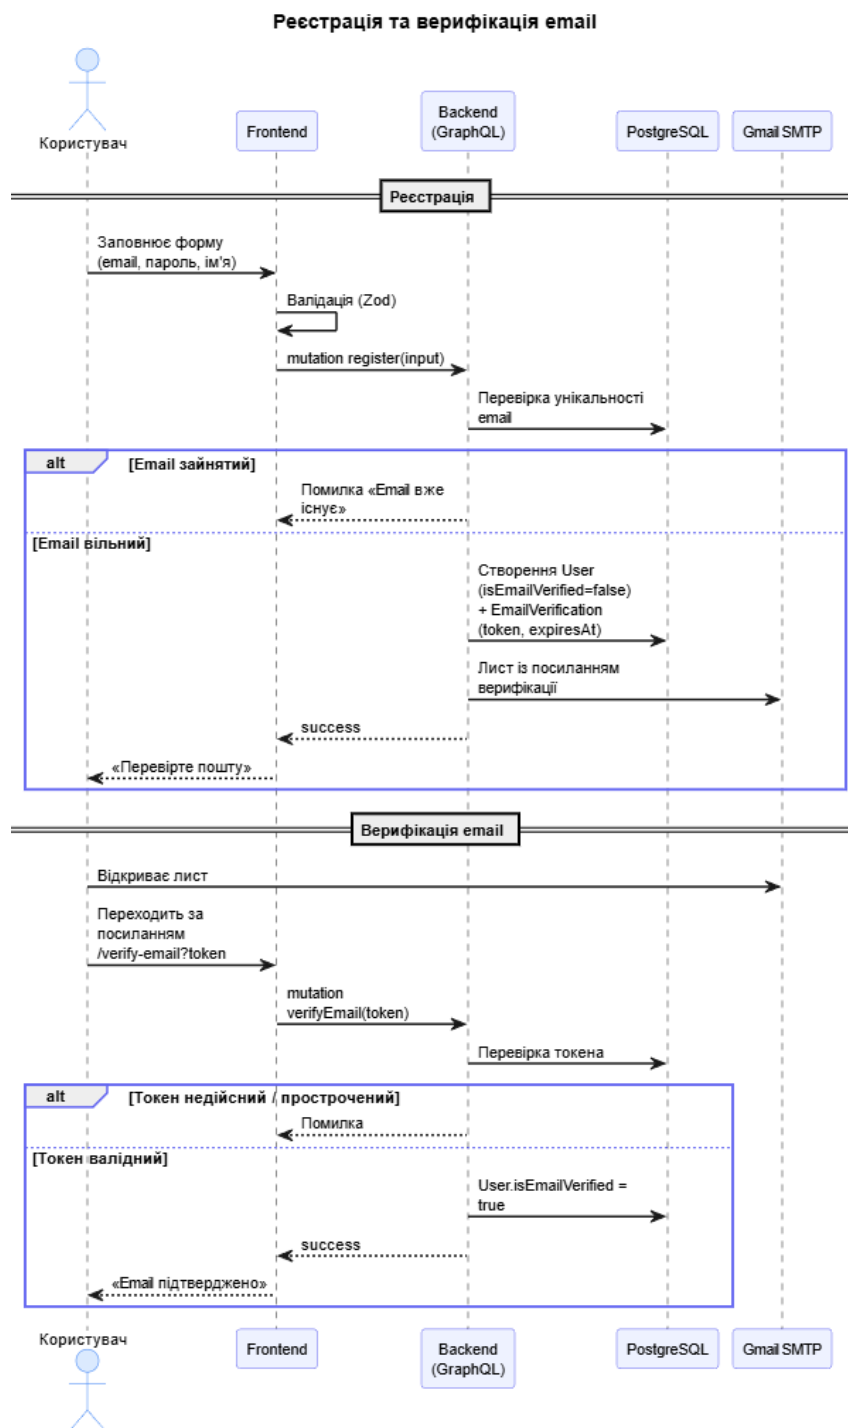 Реєстрація та верифікація email
Користувач
Frontend
Backend
(GraphQL)
PostgreSQL
Gmail SMTP
Реєстрація
Заповнює форму
(email, пароль, ім'я)
Валідація (Zod)
mutation register(input)
Перевірка унікальності
email
alt
[Email зайнятий]
Помилка «Email вже
існує»
[Email вільний]
Створення User
(isEmailVerified=false)
+ EmailVerification
(token, expiresAt)
Лист із посиланням
верифікації
success
«Перевірте пошту»
Верифікація email
Відкриває лист
Переходить за
посиланням
/verify-email?token
mutation
verifyEmail(token)
Перевірка токена
alt
[Токен недійсний / прострочений]
Помилка
[Токен валідний]
User.isEmailVerified =
true
success
«Email підтверджено»
Користувач
Frontend
Backend
(GraphQL)
PostgreSQL
Gmail SMTP